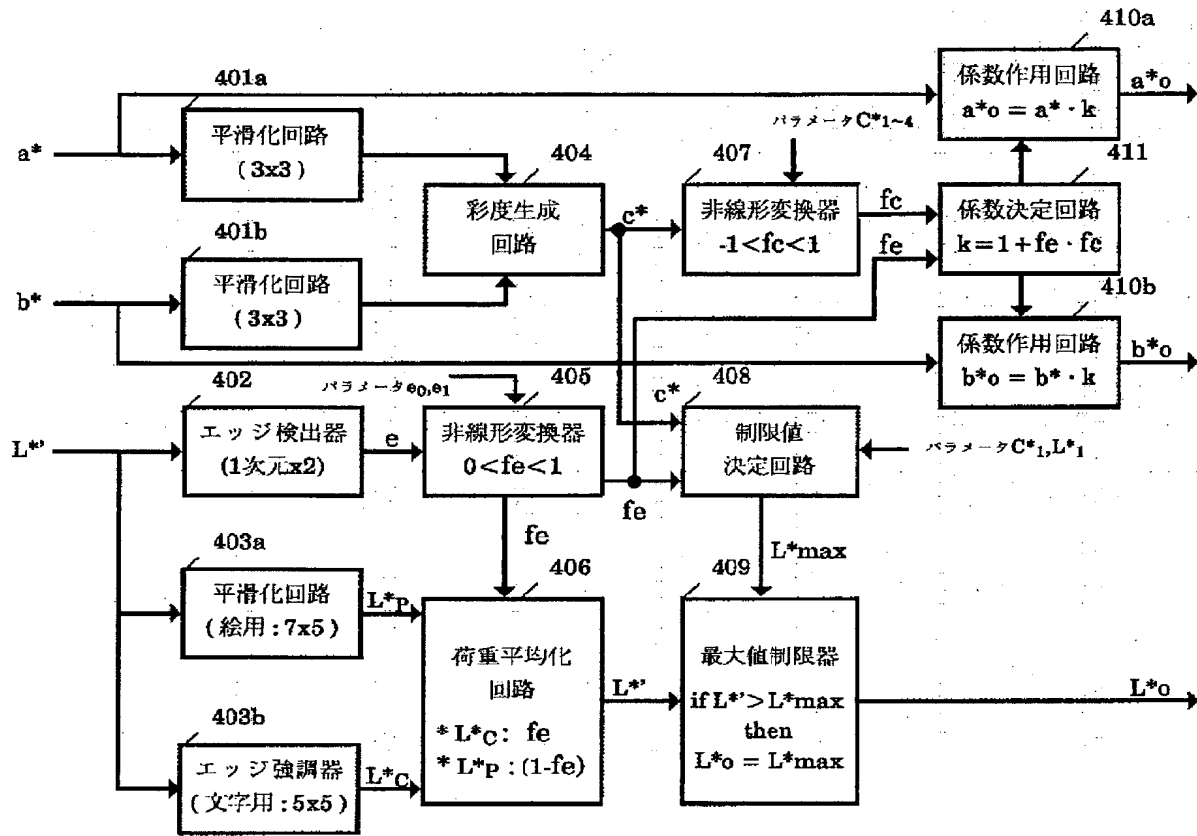 410a
係数作用回路
a*o = a* · k
a*o
401a
平滑化回路
( 3x3 )
a*
パラメータC*1~4
404
彩度生成
回路
c*
407
非線形変換器
-1<fc<1
fc
fe
411
係数決定回路
k=1+fe · fc
401b
平滑化回路
( 3x3 )
b*
410b
係数作用回路
b*o = b* · k
b*o
402
エッジ検出器
(1次元x2)
L*'
e
パラメータe0,e1
405
非線形変換器
0<fe<1
fe
fe
c*
408
制限値
決定回路
パラメータC*1,L*1
L*max
403a
平滑化回路
( 絵用 : 7x5 )
L*P
406
荷重平均化
回路
* L*C : fe
* L*P : (1-fe)
L*'
409
最大値制限器
if L*'>L*max
then
L*o = L*max
L*o
403b
エッジ強調器
( 文字用 : 5x5 )
L*C